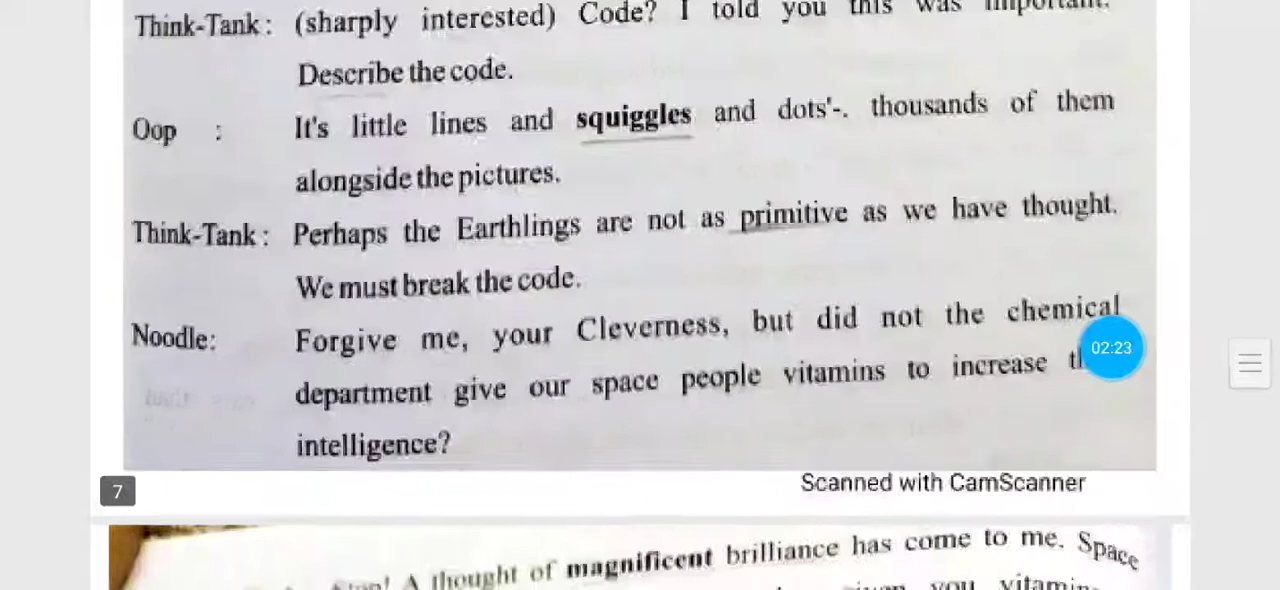 Think-Tank: (sharply interested) Code? I told you this was important.
Describe the code.
Oop : It's little lines and squiggles and dots'-. thousands of them
alongside the pictures.
Think-Tank: Perhaps the Earthlings are not as primitive as we have thought.
We must break the code.
Noodle: Forgive me, your Cleverness, but did not the chemical
02:23
department give our space people vitamins to increase
intelligence?
7
Scanned with CamScanner
Stop! A thought of magnificent brilliance has come to me. Space
given you vitamin